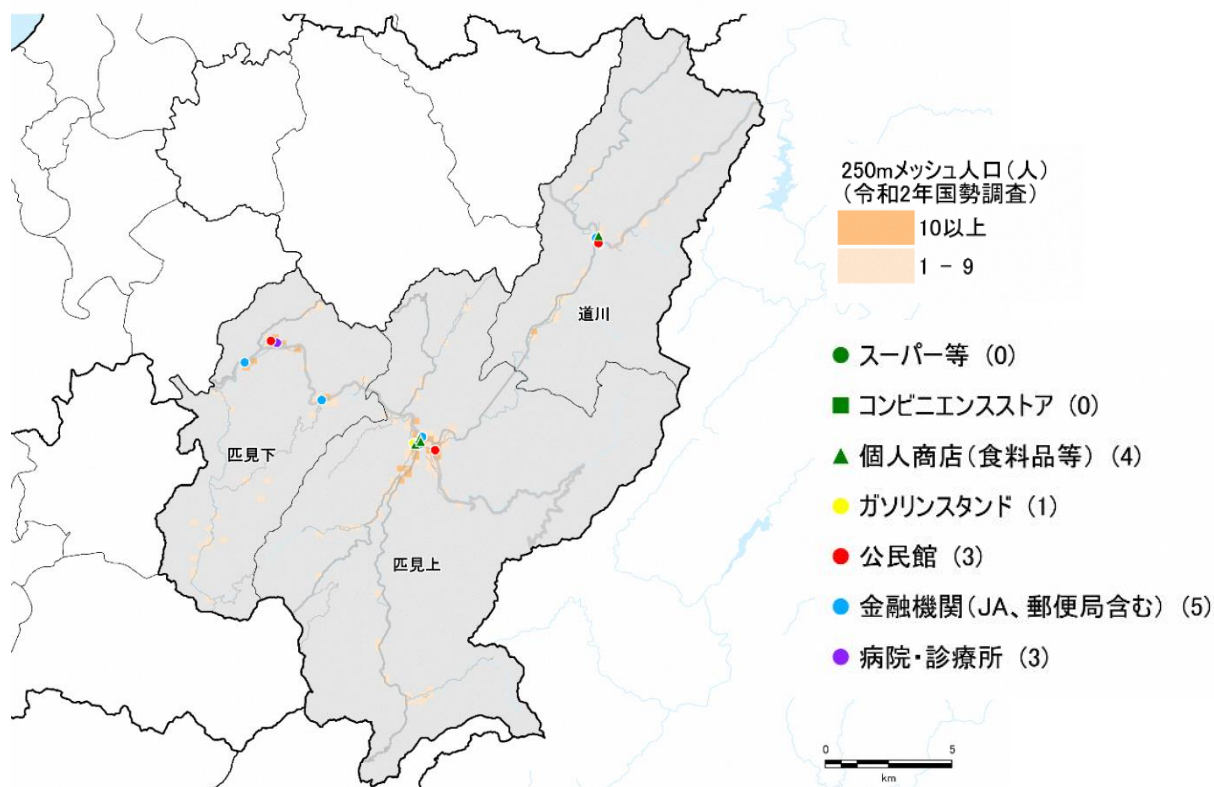 250mメッシュ人口(人)
(令和2年国勢調査)
10以上
1 - 9
道川
スーパー等 (0)
コンビニエンスストア (0)
匹見下
個人商店(食料品等) (4)
ガソリンスタンド (1)
公民館 (3)
匹見上
金融機関(JA、郵便局含む) (5)
病院・診療所 (3)
0 5
km